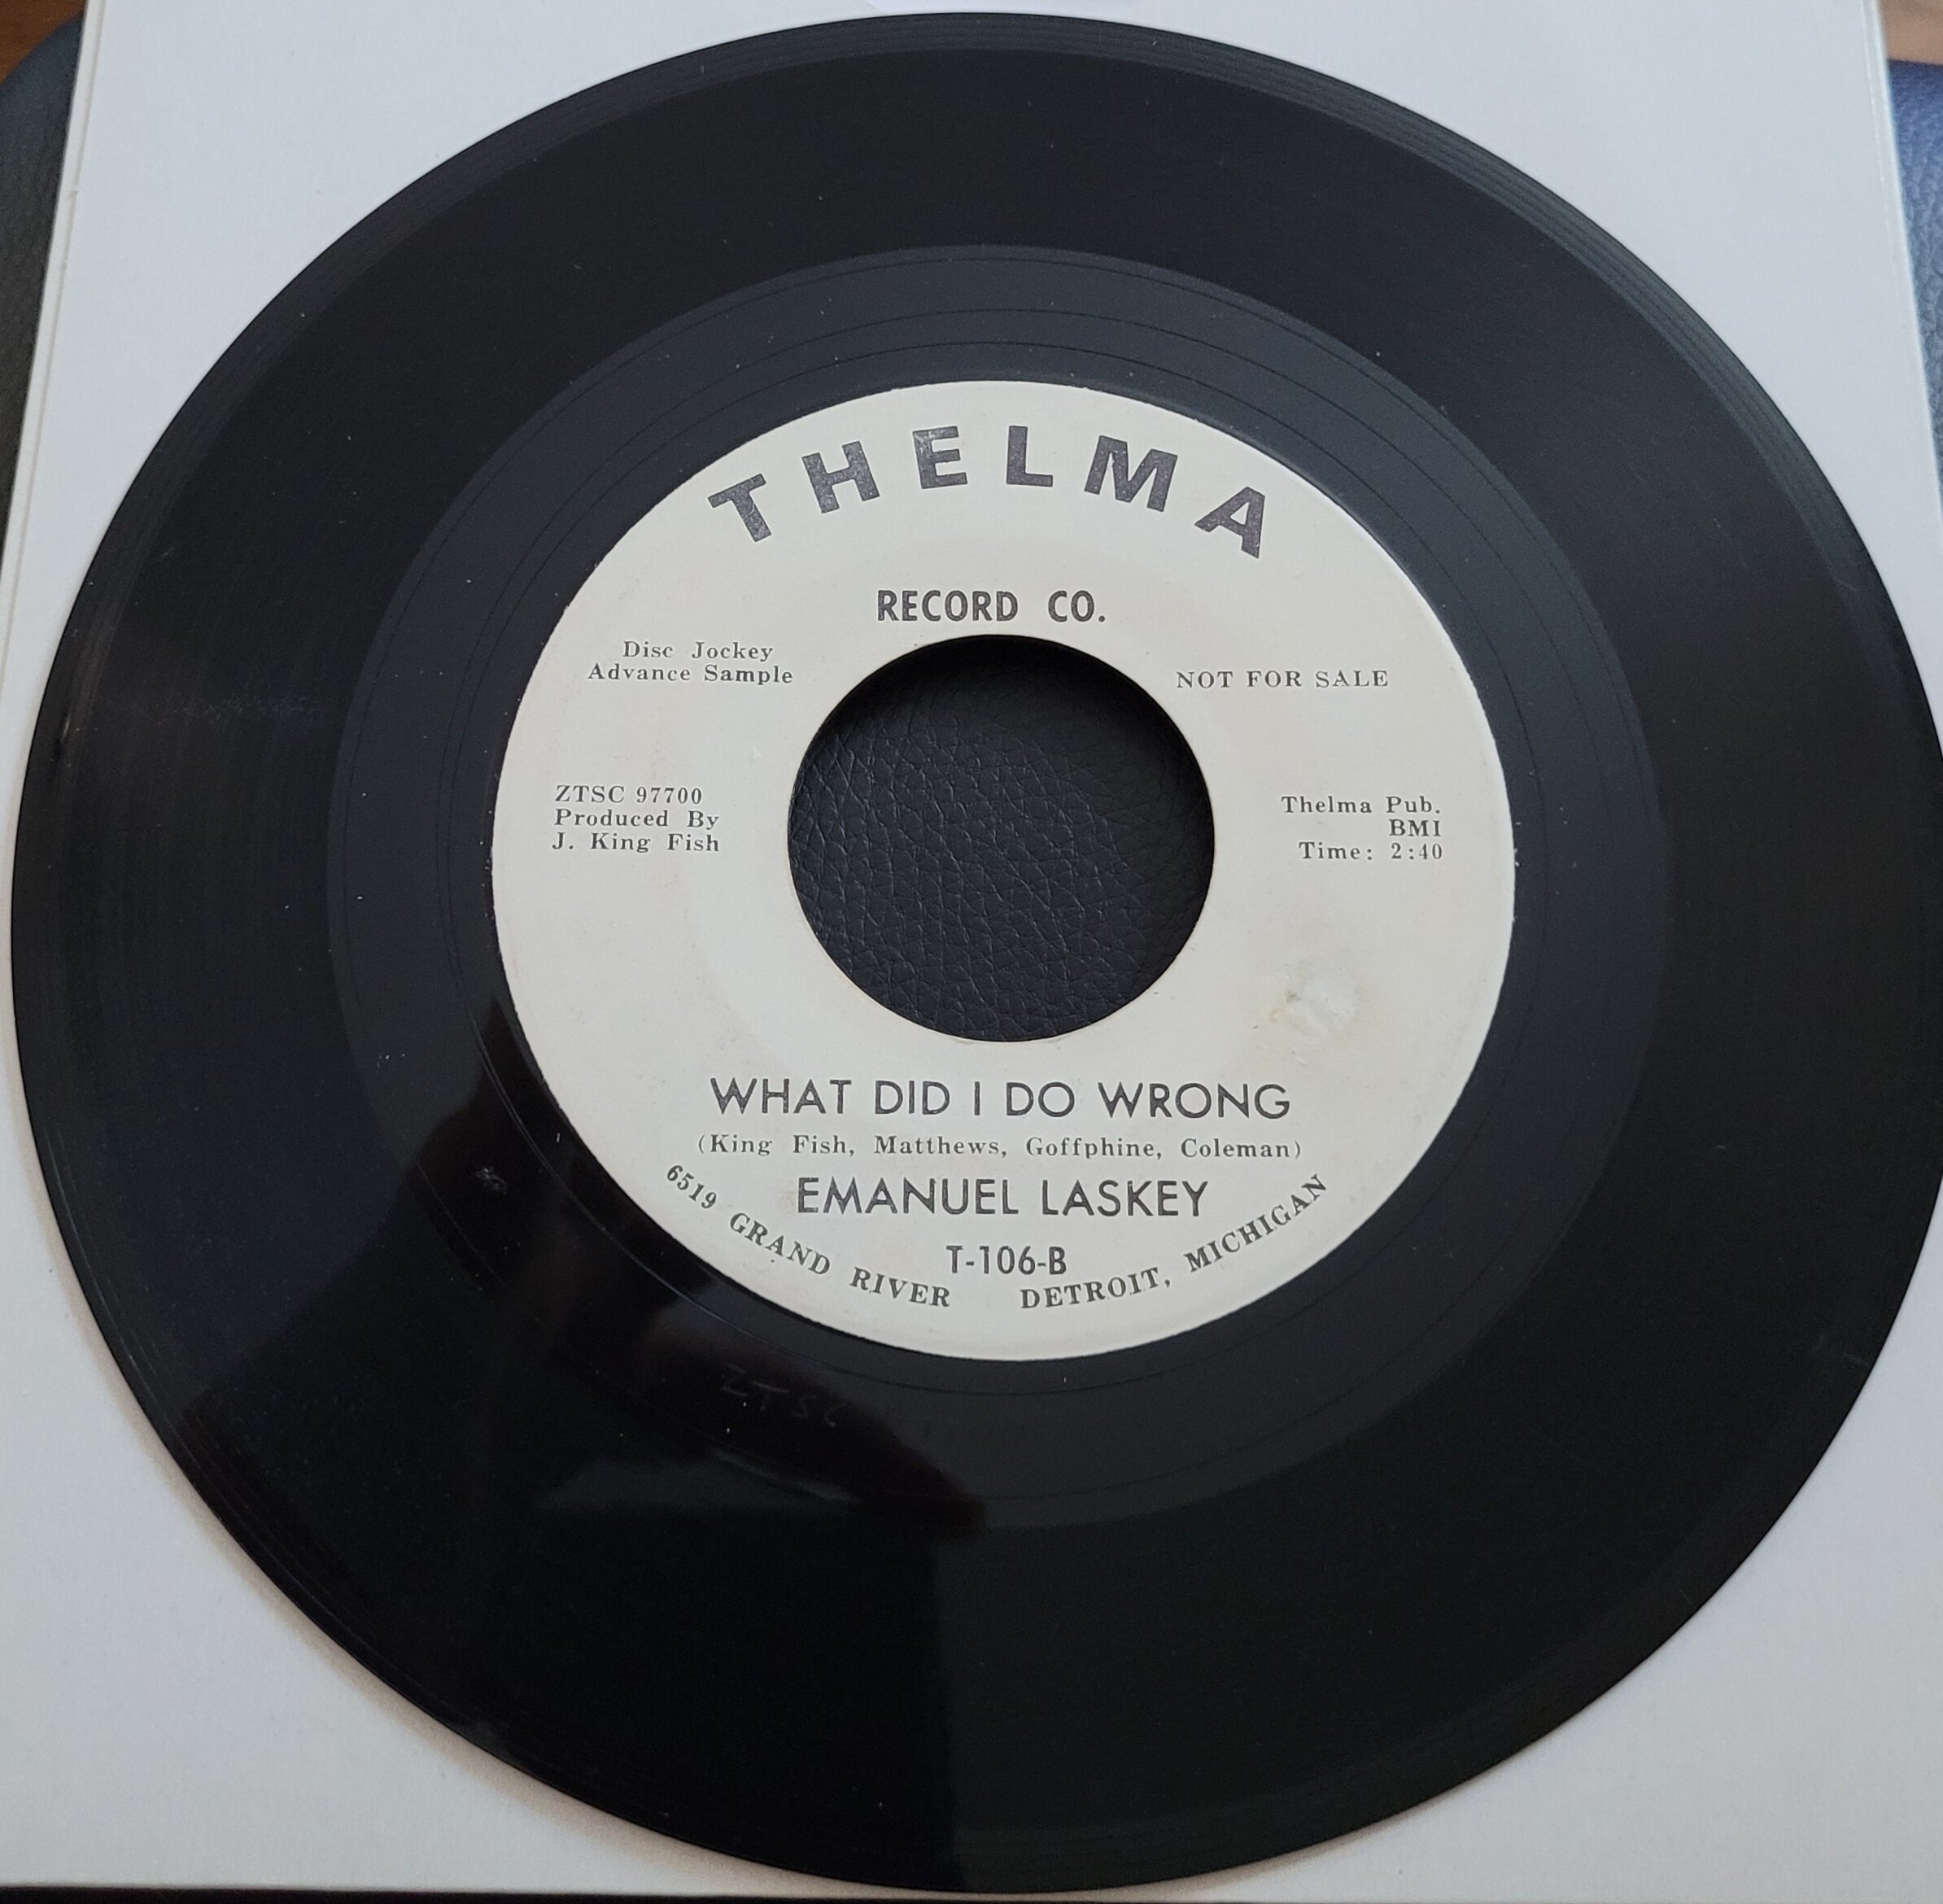 THELMA
RECORD CO.
Disc Jockey
Advance Sample
NOT FOR SALE
ZTSC 97700
Produced By
J. King Fish
Thelma Pub.
BMI
Time: 2:40
WHAT DID I DO WRONG
(King Fish, Matthews, Goffphine, Coleman)
EMANUEL LASKEY
T-106-B
6519 GRAND RIVER DETROIT, MICHIGAN
ZTSC